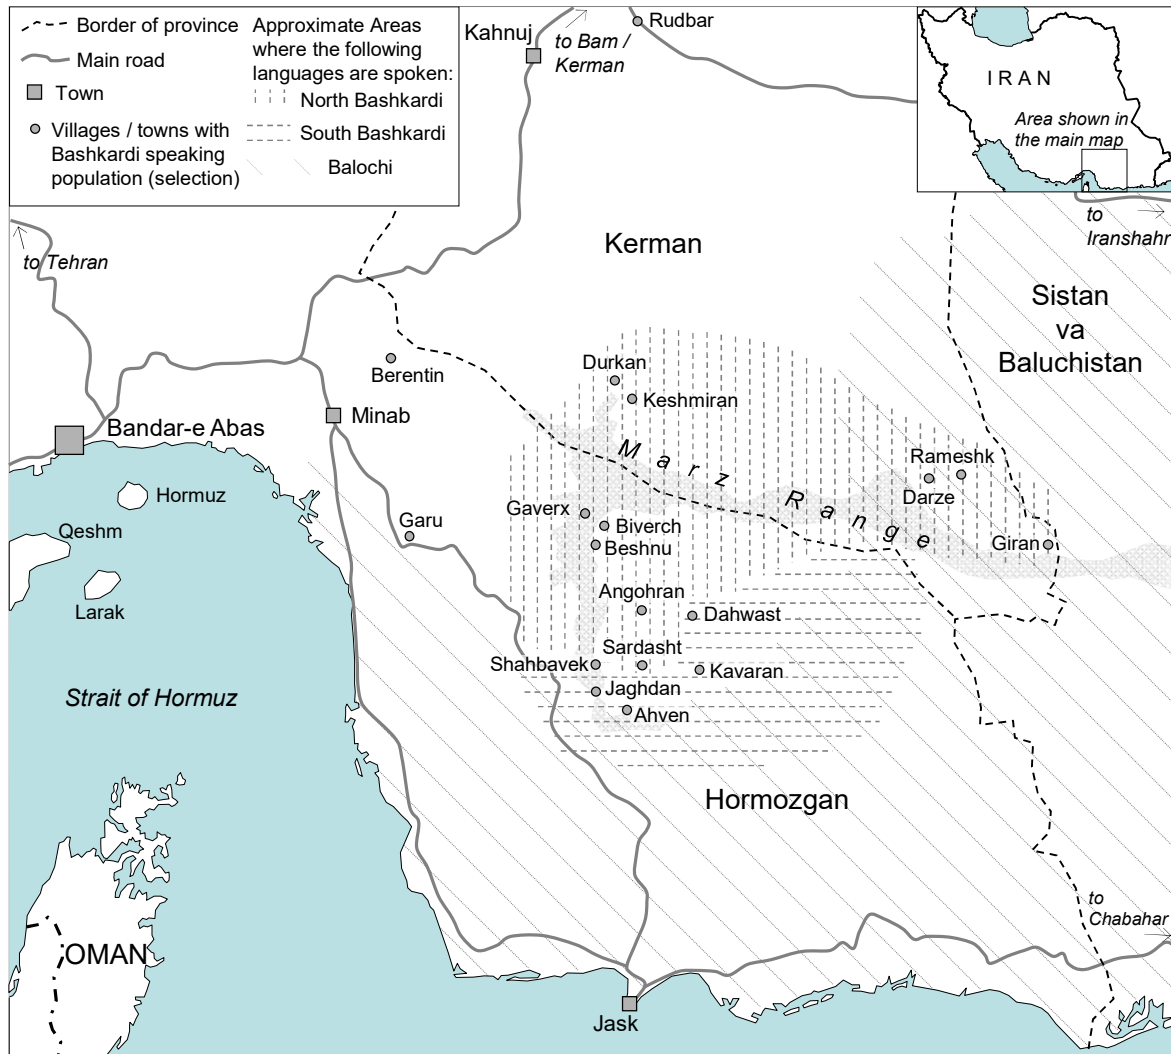 Border of province
Main road
Town
Villages / towns with
Bashkardi speaking
population (selection)
Approximate Areas
where the following
languages are spoken:
North Bashkardi
South Bashkardi
Balochi
Kahnuj
to Bam /
Kerman
Rudbar
IRAN
Area shown in
the main map
to Tehran
Kerman
to
Iranshahr
Sistan
va
Baluchistan
Berentin
Durkan
Keshmiran
Minab
Bandar-e Abas
Marz Range
Rameshk
Darze
Hormuz
Gaverx
Biverch
Garu
Qeshm
Beshnu
Giran
Larak
Angohran
Dahwast
Sardasht
Shahbavek
Kavaran
Strait of Hormuz
Jaghdan
Ahven
Hormozgan
to
Chabahar
OMAN
Jask